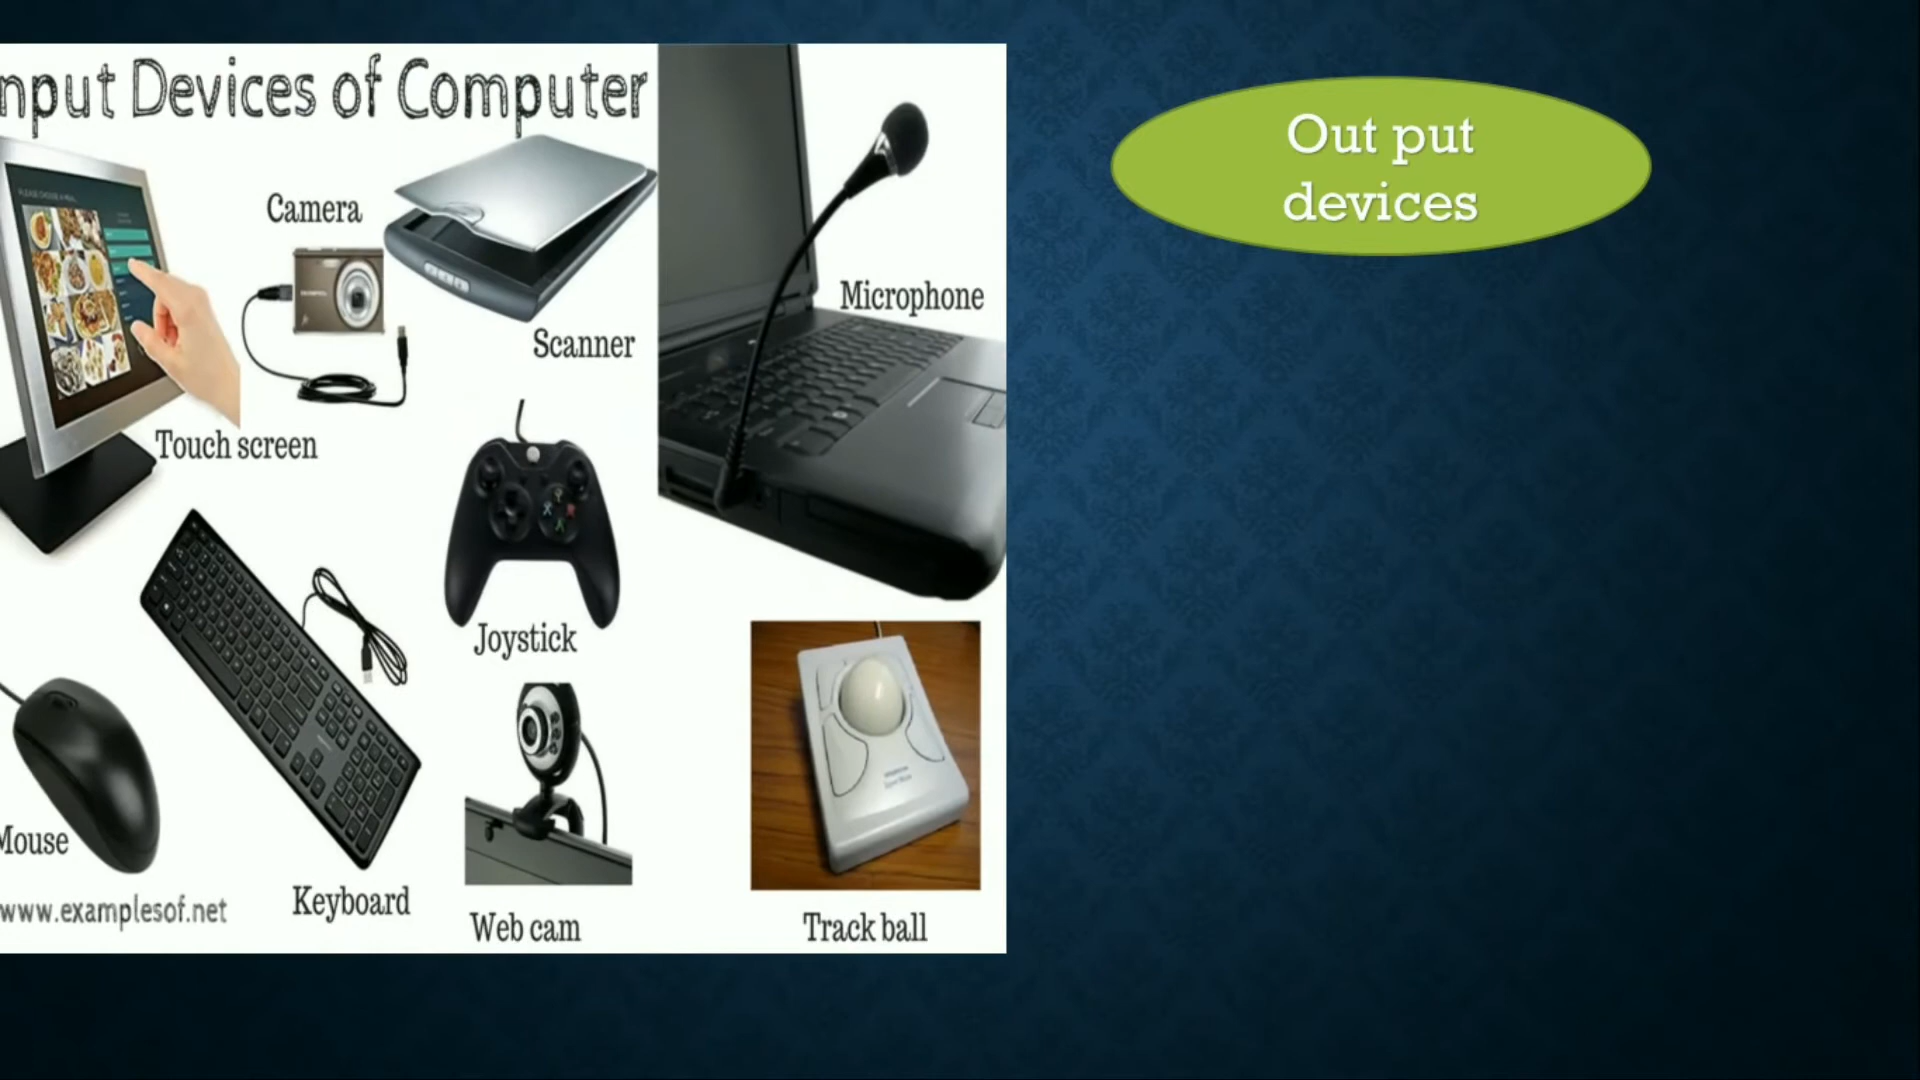 nput Devices of Computer
Camera
Scanner
Microphone
Touch screen
Joystick
Mouse
Keyboard
Web cam
Track ball
www.examplesof.net
Out put
devices